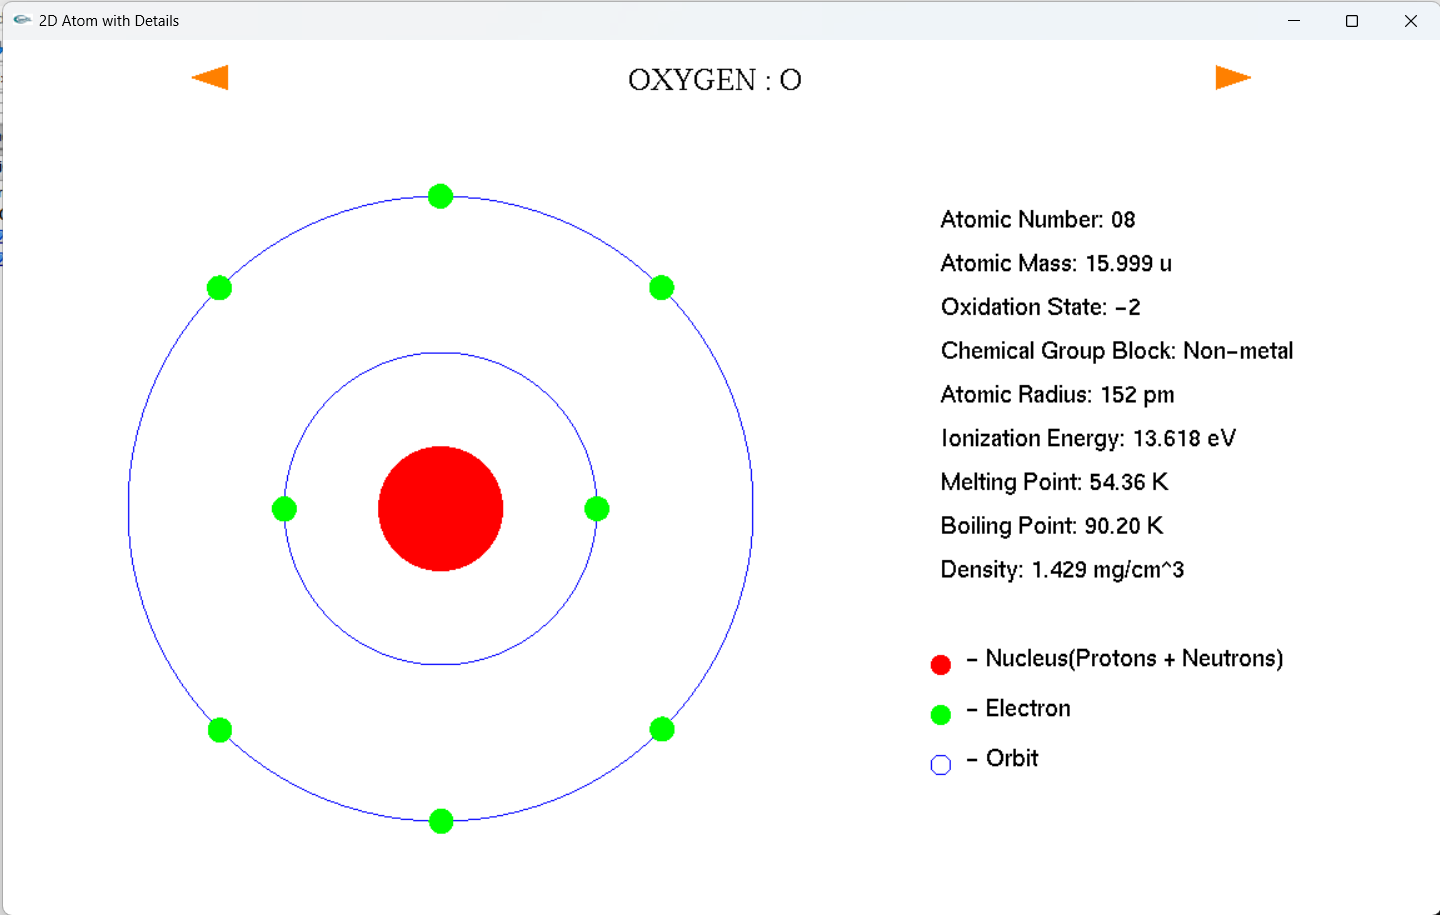 2D Atom with Details
OXYGEN : O
Atomic Number: 08
Atomic Mass: 15.999 u
Oxidation State: -2
Chemical Group Block: Non-metal
Atomic Radius: 152 pm
Ionization Energy: 13.618 eV
Melting Point: 54.36 K
Boiling Point: 90.20 K
Density: 1.429 mg/cm^3
- Nucleus(Protons + Neutrons)
- Electron
- Orbit